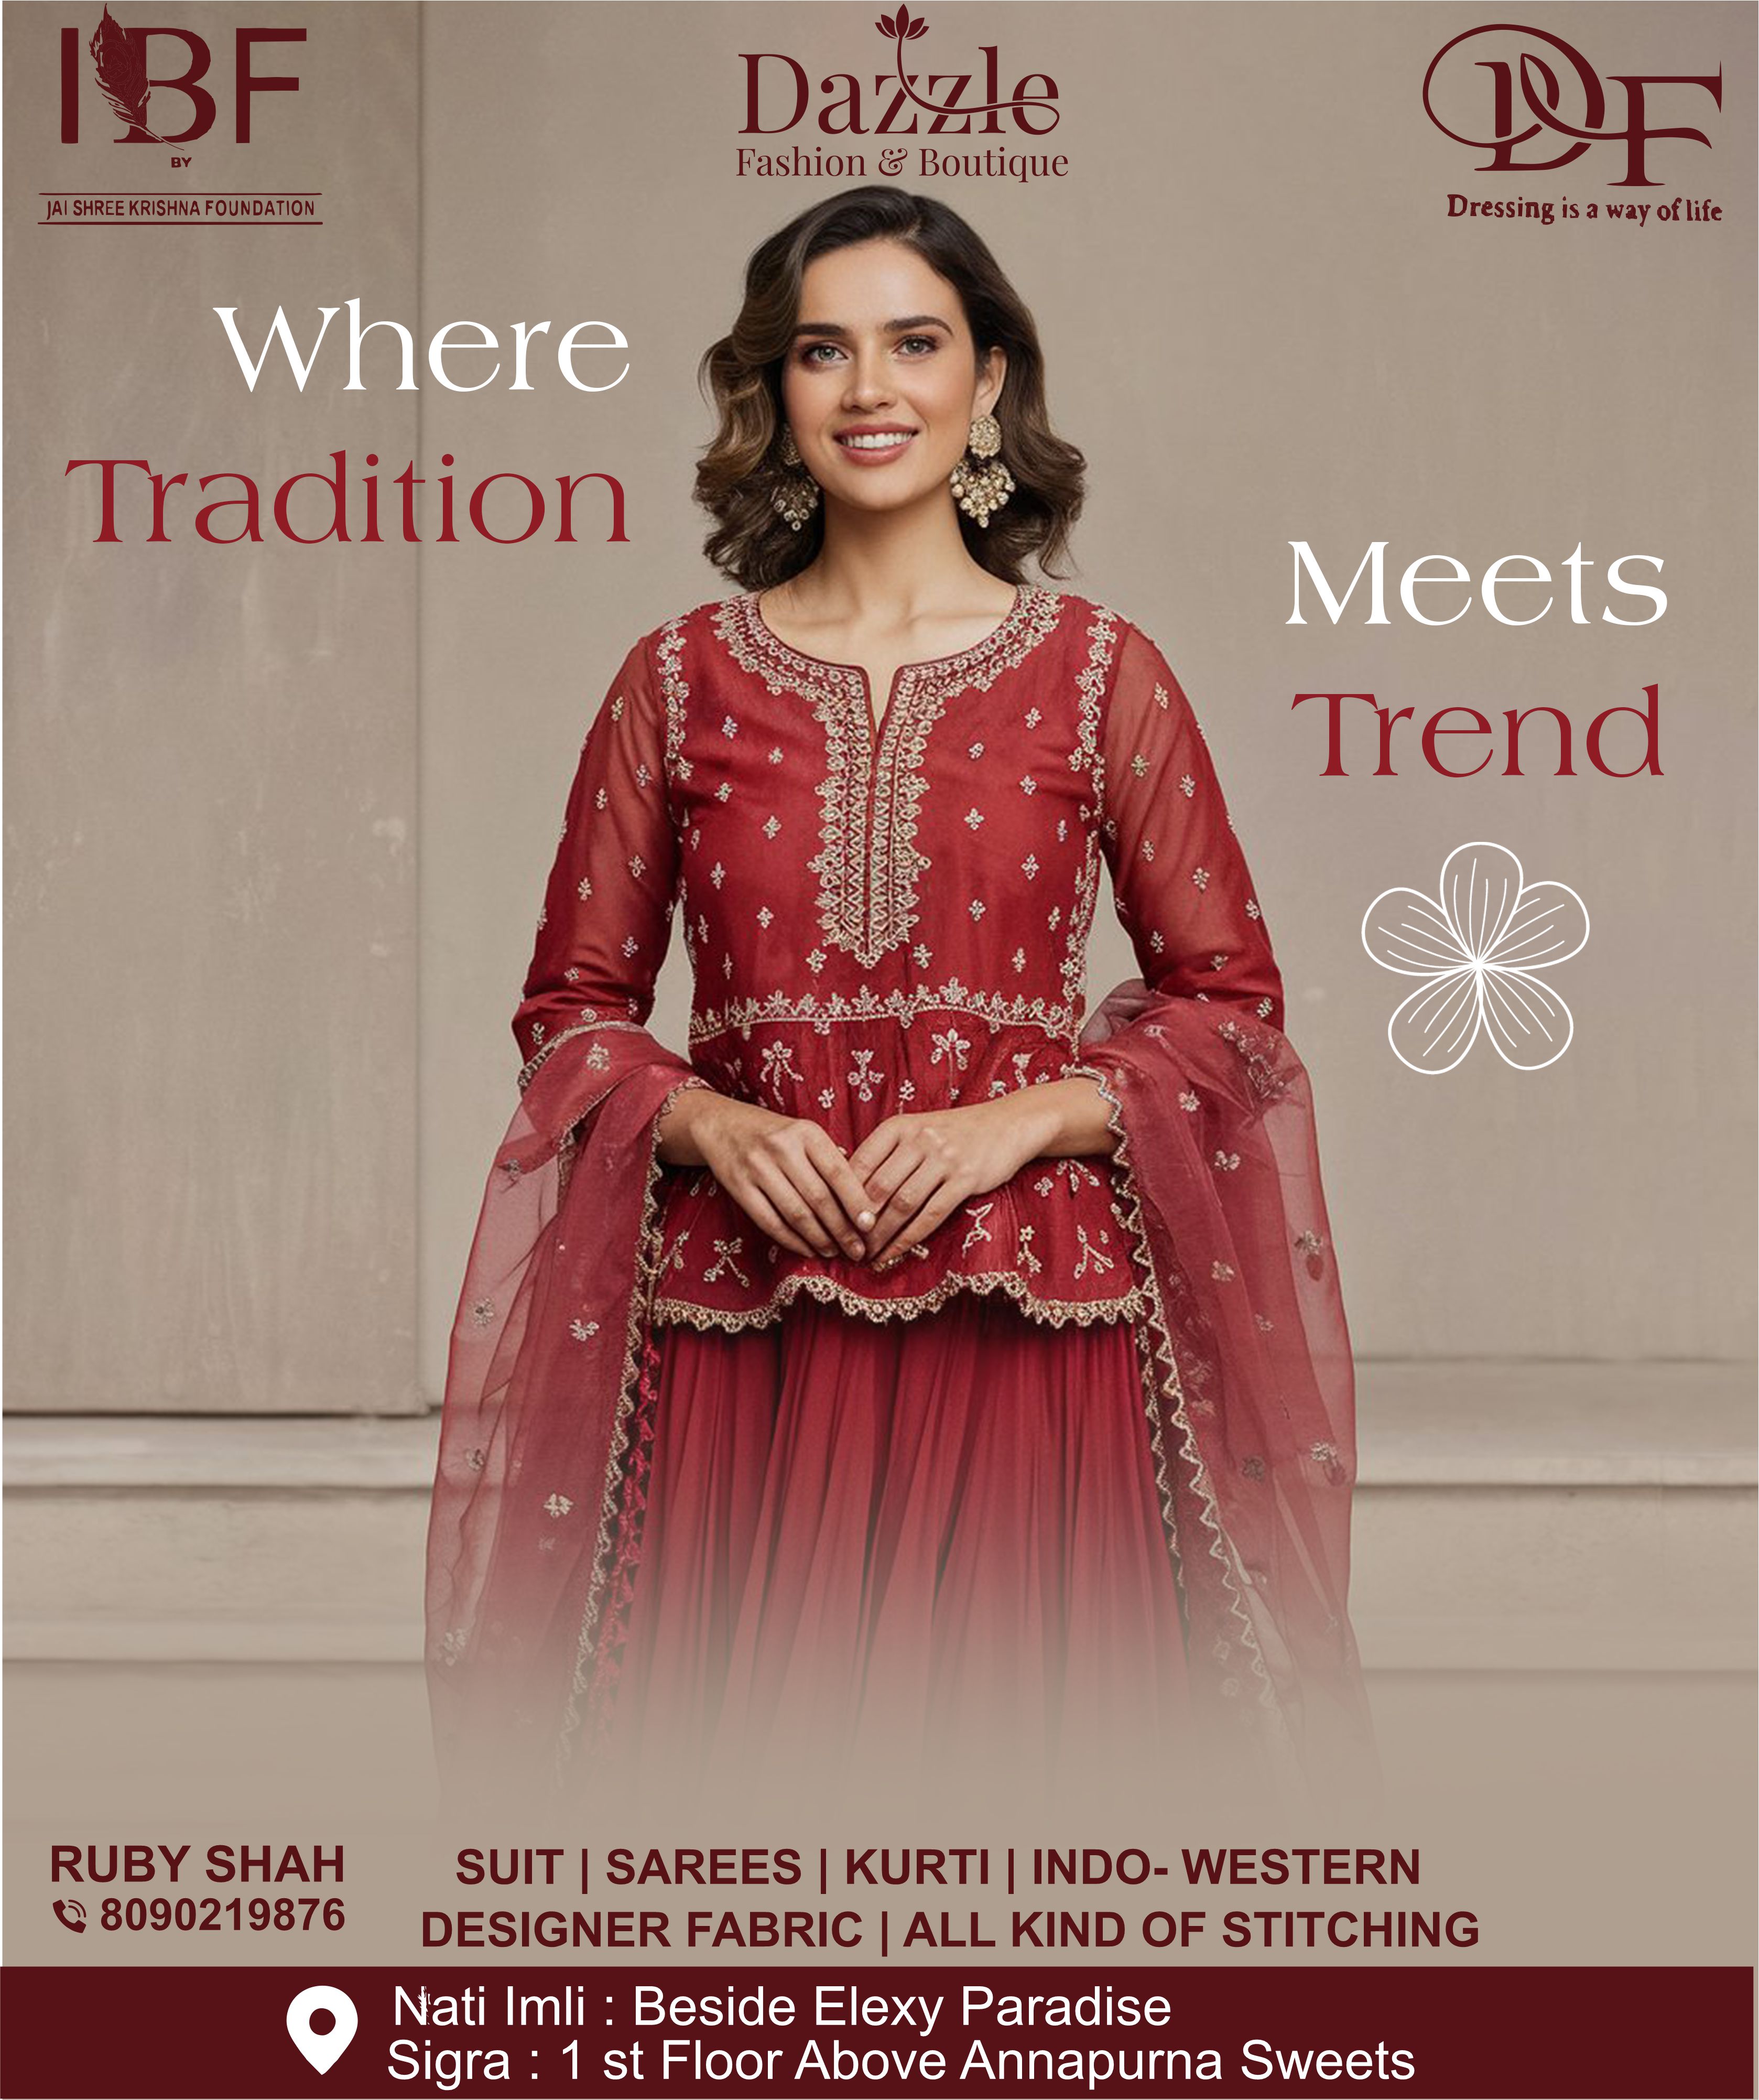 IBF
BY
JAI SHREE KRISHNA FOUNDATION
Dazzle
Fashion & Boutique
DF
Dressing is a way of life
Where
Tradition
Meets
Trend
RUBY SHAH
8090219876
SUIT | SAREES | KURTI | INDO- WESTERN
DESIGNER FABRIC | ALL KIND OF STITCHING
Nati Imli : Beside Elexy Paradise
Sigra : 1 st Floor Above Annapurna Sweets